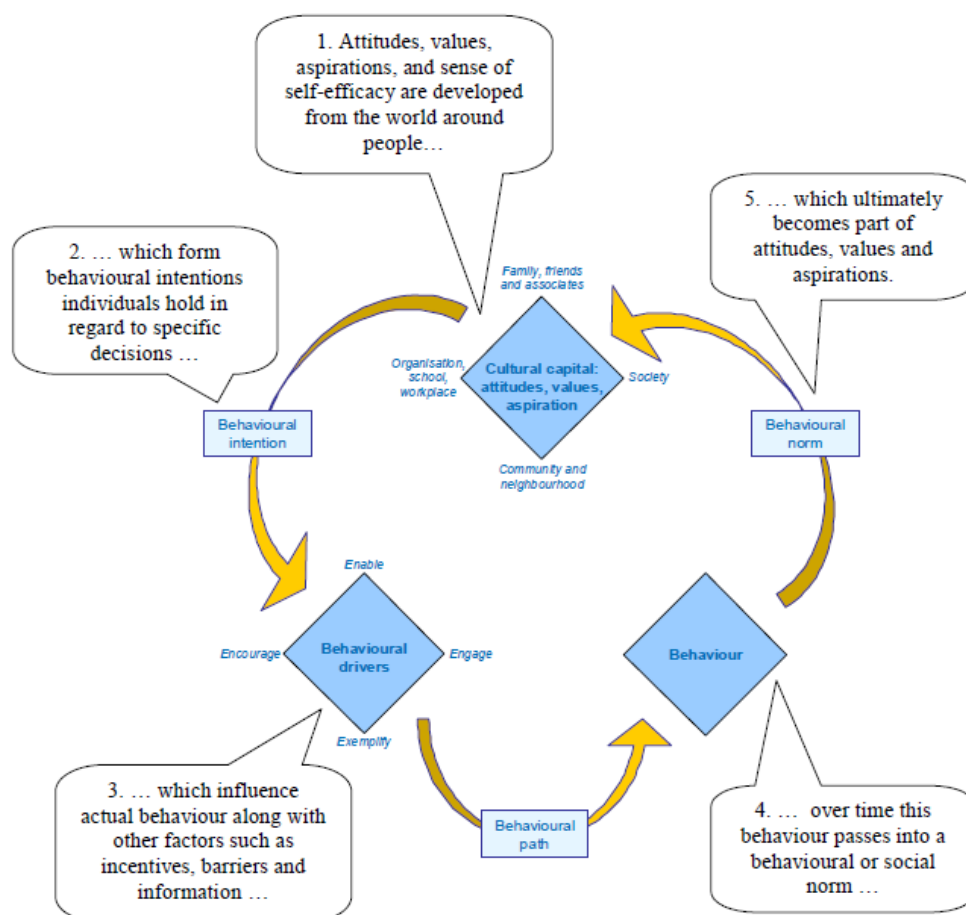 1. Attitudes, values,
aspirations, and sense of
self-efficacy are developed
from the world around
people…
5. … which ultimately
becomes part of
attitudes, values and
aspirations.
2. … which form
behavioural intentions
individuals hold in
regard to specific
decisions …
Family, friends
and associates
Organisation,
school,
workplace
Cultural capital:
attitudes, values,
aspiration
Society
Community and
neighbourhood
Behavioural
intention
Behavioural
norm
Enable
Encourage
Behavioural
drivers
Engage
Exemplify
Behaviour
3. … which influence
actual behaviour along with
other factors such as
incentives, barriers and
information …
Behavioural
path
4. … over time this
behaviour passes into a
behavioural or social
norm …